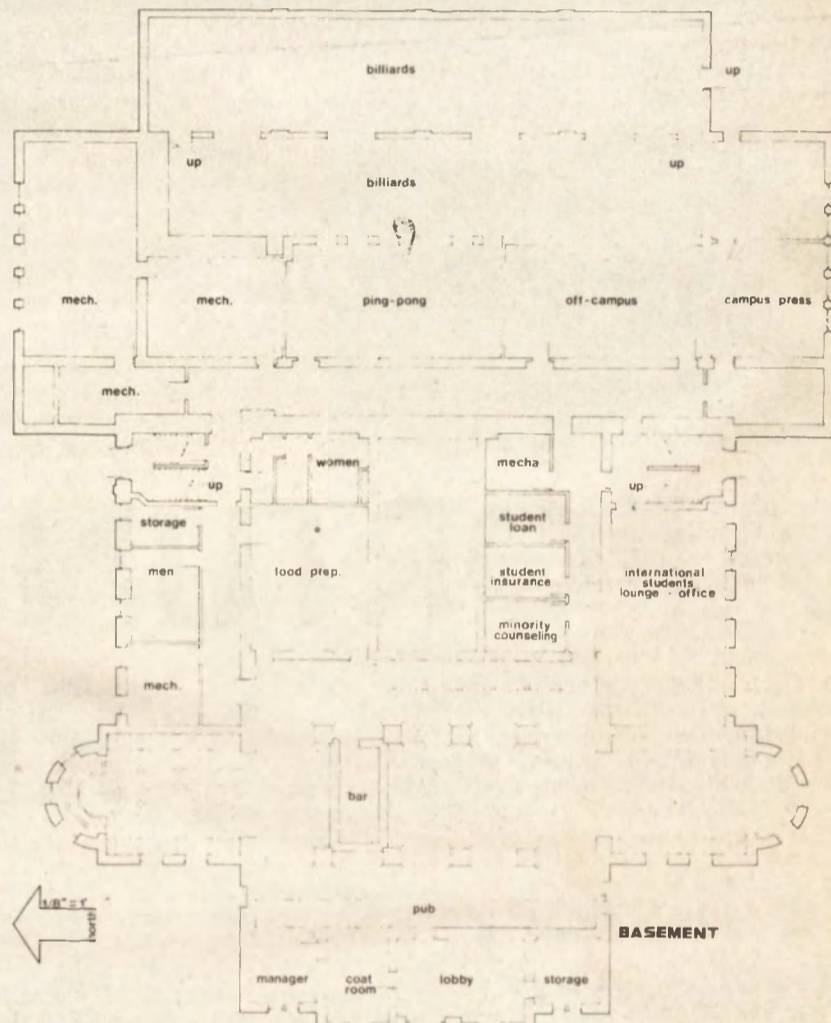 billiards
up
up
up
billiards
mech.
mech.
ping-pong
off-campus
campus press
mech.
women
mecha
up
up
storage
student
loan
men
food prep.
student
insurance
international
students
lounge - office
minority
counseling
mech.
bar
1/8" = 1'
north
pub
BASEMENT
manager
coat
room
lobby
storage